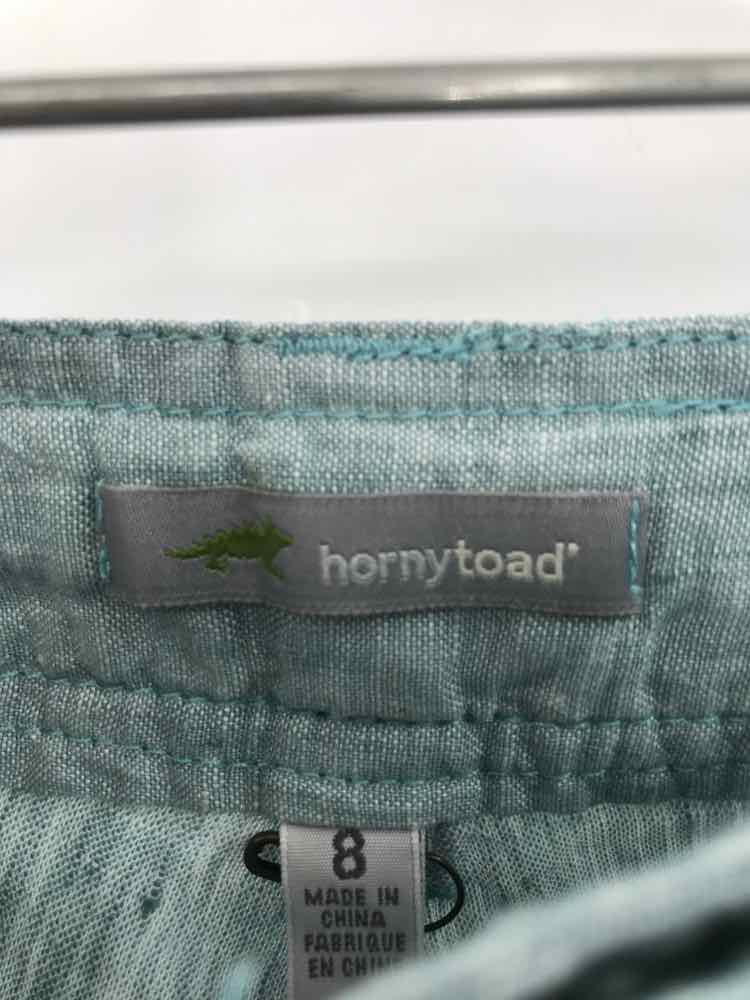 hornytoad
8
MADE IN
CHINA
FABRIQUE
EN CHINE